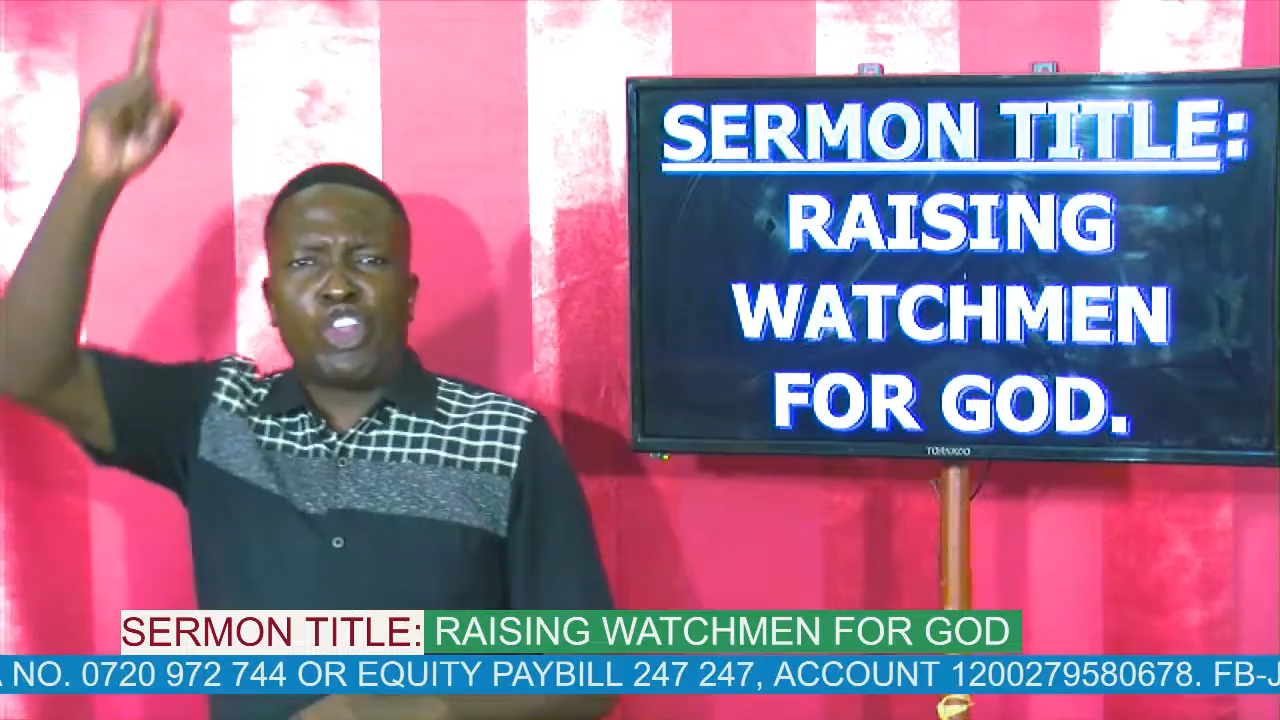 SERMON TITLE:
RAISING
WATCHMEN
FOR GOD.
TORNADO
SERMON TITLE: RAISING WATCHMEN FOR GOD
NO. 0720 972 744 OR EQUITY PAYBILL 247 247, ACCOUNT 1200279580678. FB-J